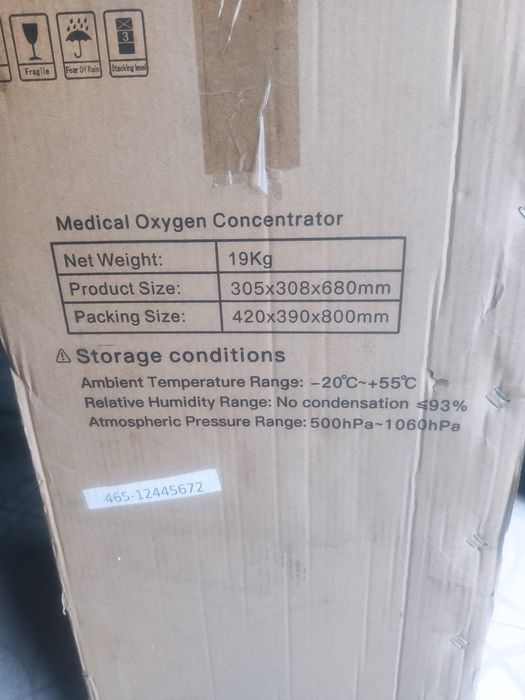 Fragile
Fear Of Rain
3
Stacking level
Medical Oxygen Concentrator
Net Weight: 19Kg
Product Size: 305x308x680mm
Packing Size: 420x390x800mm
Storage conditions
Ambient Temperature Range: -20℃~+55℃
Relative Humidity Range: No condensation ≤93%
Atmospheric Pressure Range: 500hPa~1060hPa
465-12445672